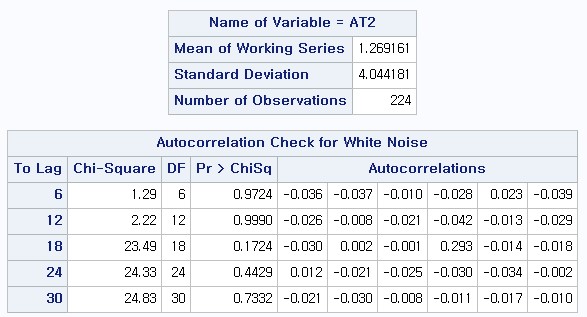 Name of Variable = AT2
Mean of Working Series 1.269161
Standard Deviation 4.044181
Number of Observations 224
Autocorrelation Check for White Noise
To Lag Chi-Square DF Pr > ChiSq Autocorrelations
6 1.29 6 0.9724 -0.036 -0.037 -0.010 -0.028 0.023 -0.039
12 2.22 12 0.9990 -0.026 -0.008 -0.021 -0.042 -0.013 -0.029
18 23.49 18 0.1724 -0.030 0.002 -0.001 0.293 -0.014 -0.018
24 24.33 24 0.4429 0.012 -0.021 -0.025 -0.030 -0.034 -0.002
30 24.83 30 0.7332 -0.021 -0.030 -0.008 -0.011 -0.017 -0.010